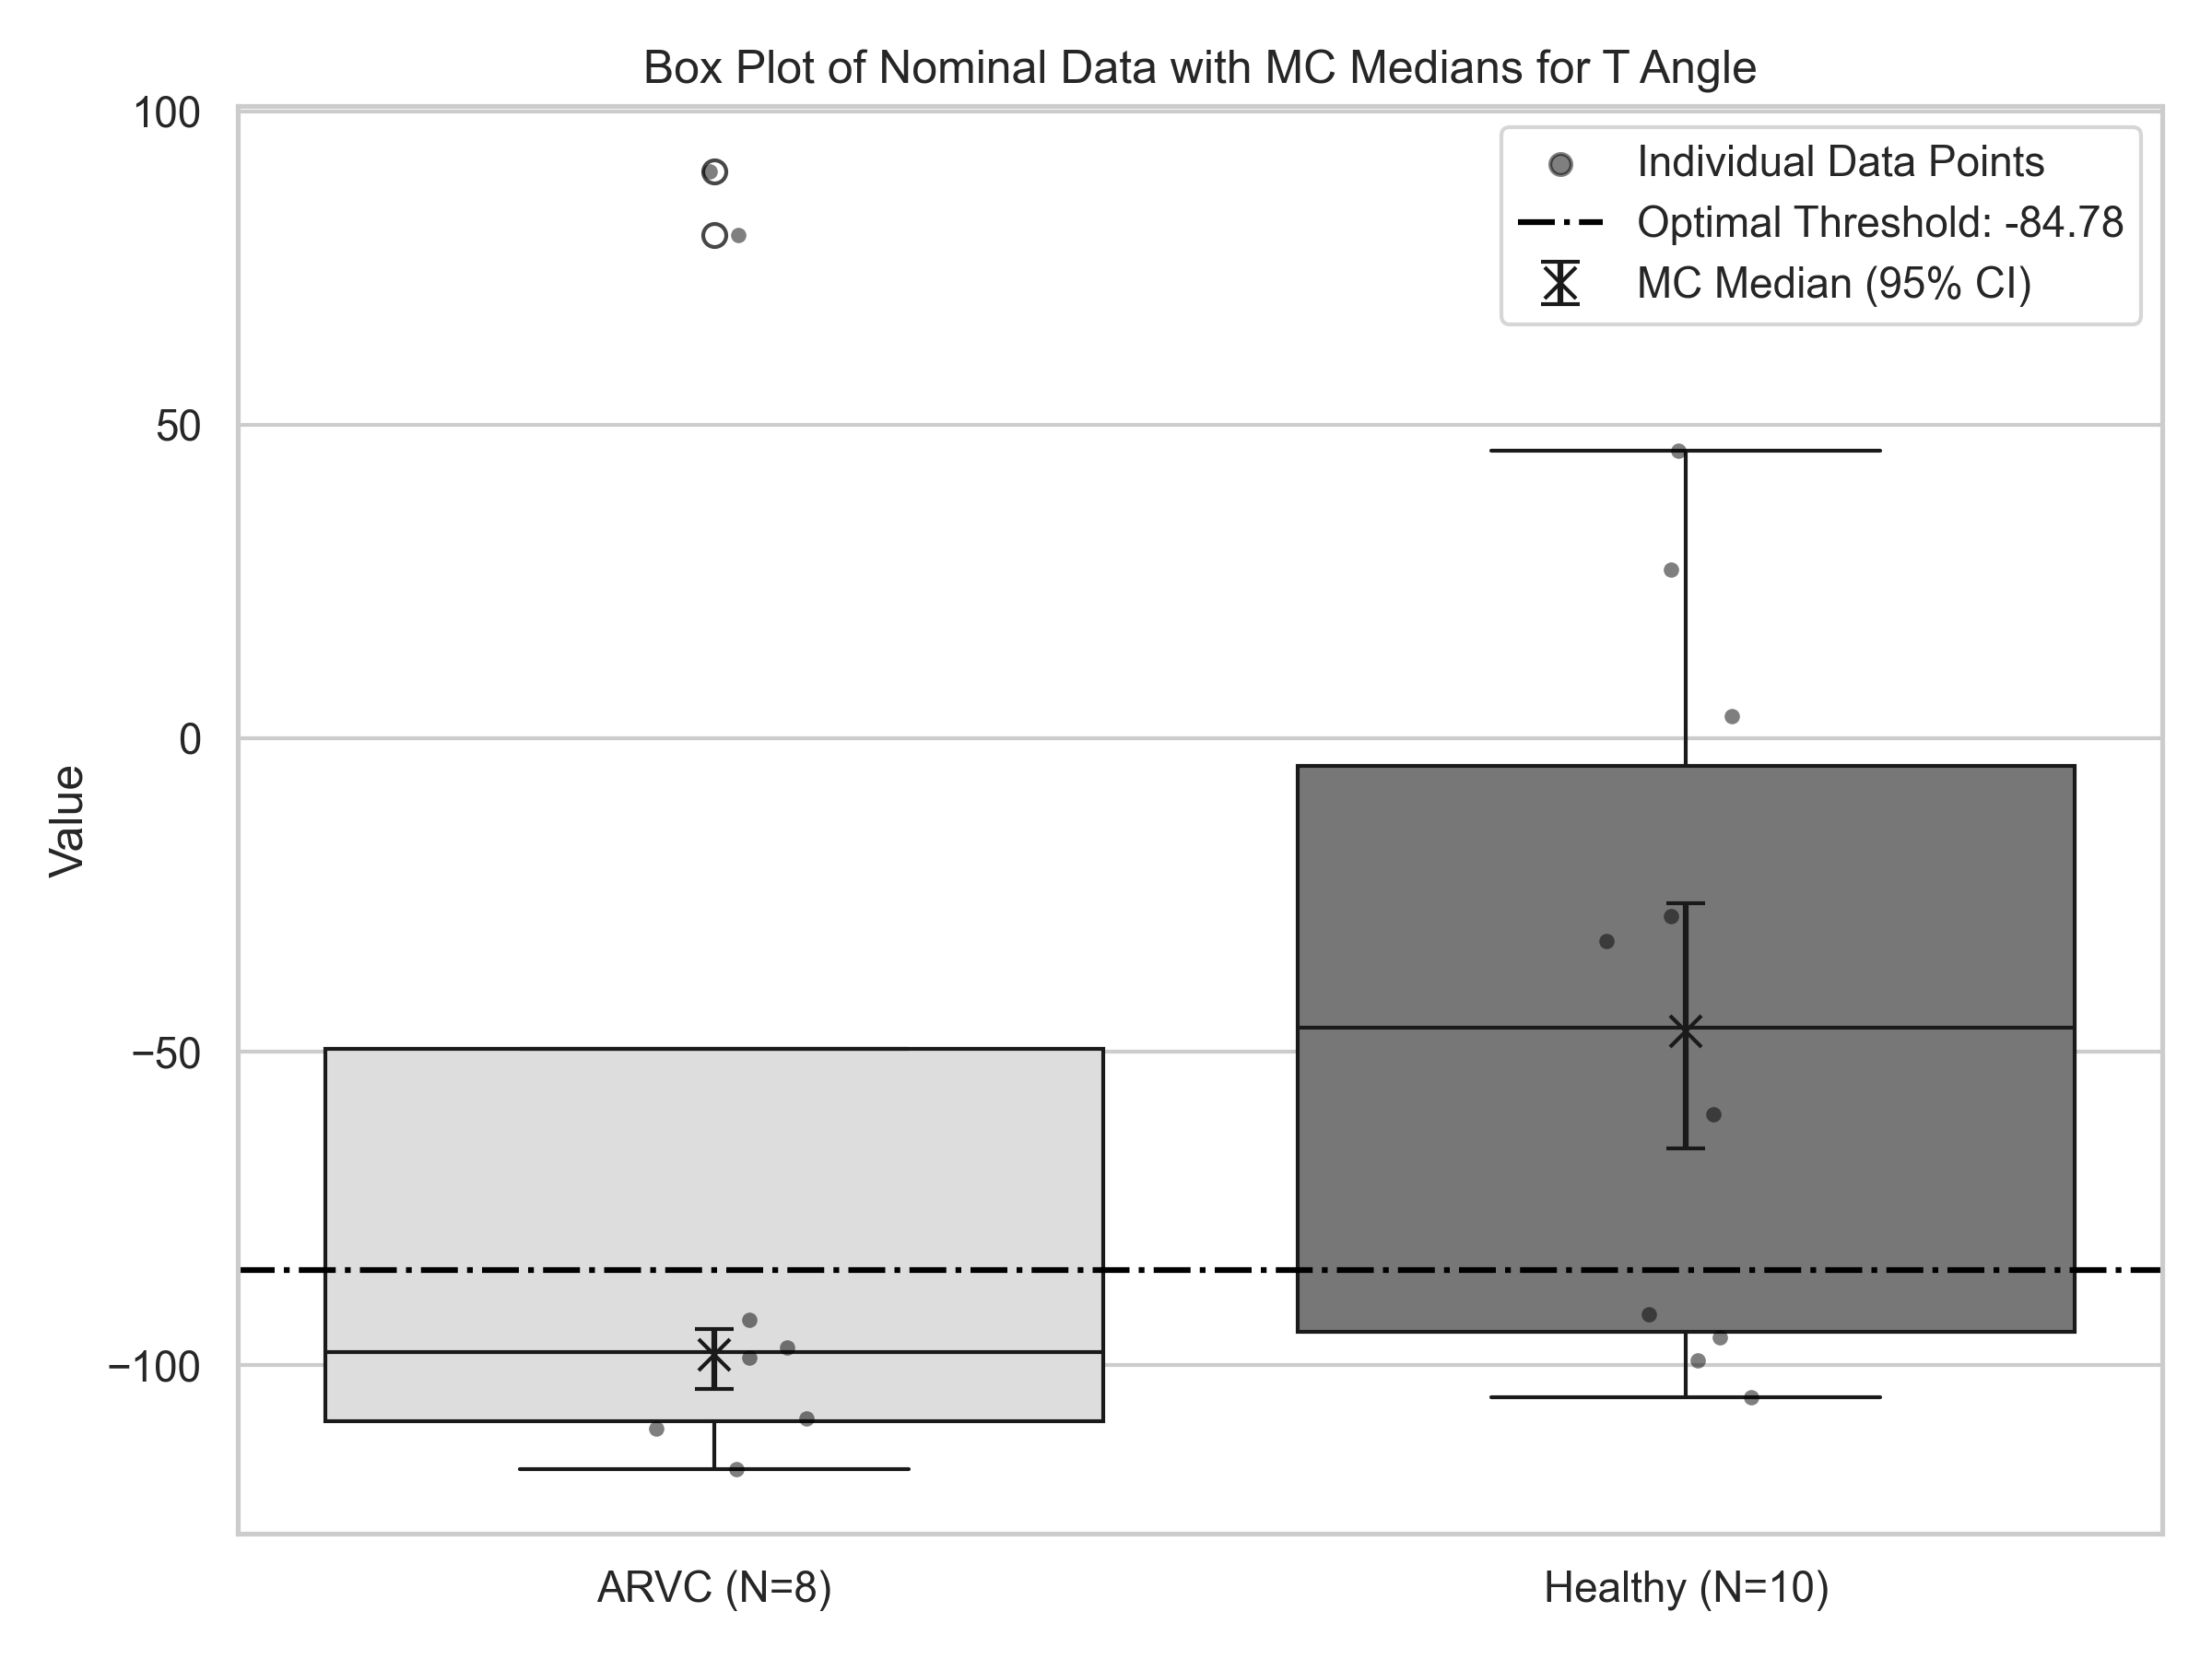 Box Plot of Nominal Data with MC Medians for T Angle
100
50
0
−50
−100
Value
Individual Data Points
Optimal Threshold: -84.78
MC Median (95% CI)
ARVC (N=8)
Healthy (N=10)